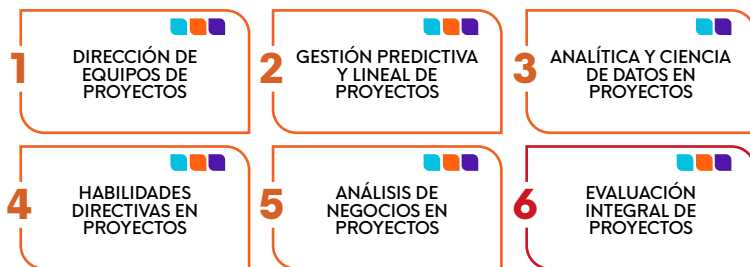 1
DIRECCIÓN DE
EQUIPOS DE
PROYECTOS
2
GESTIÓN PREDICTIVA
Y LINEAL DE
PROYECTOS
3
ANALÍTICA Y CIENCIA
DE DATOS EN
PROYECTOS
4
HABILIDADES
DIRECTIVAS EN
PROYECTOS
5
ANÁLISIS DE
NEGOCIOS EN
PROYECTOS
6
EVALUACIÓN
INTEGRAL DE
PROYECTOS